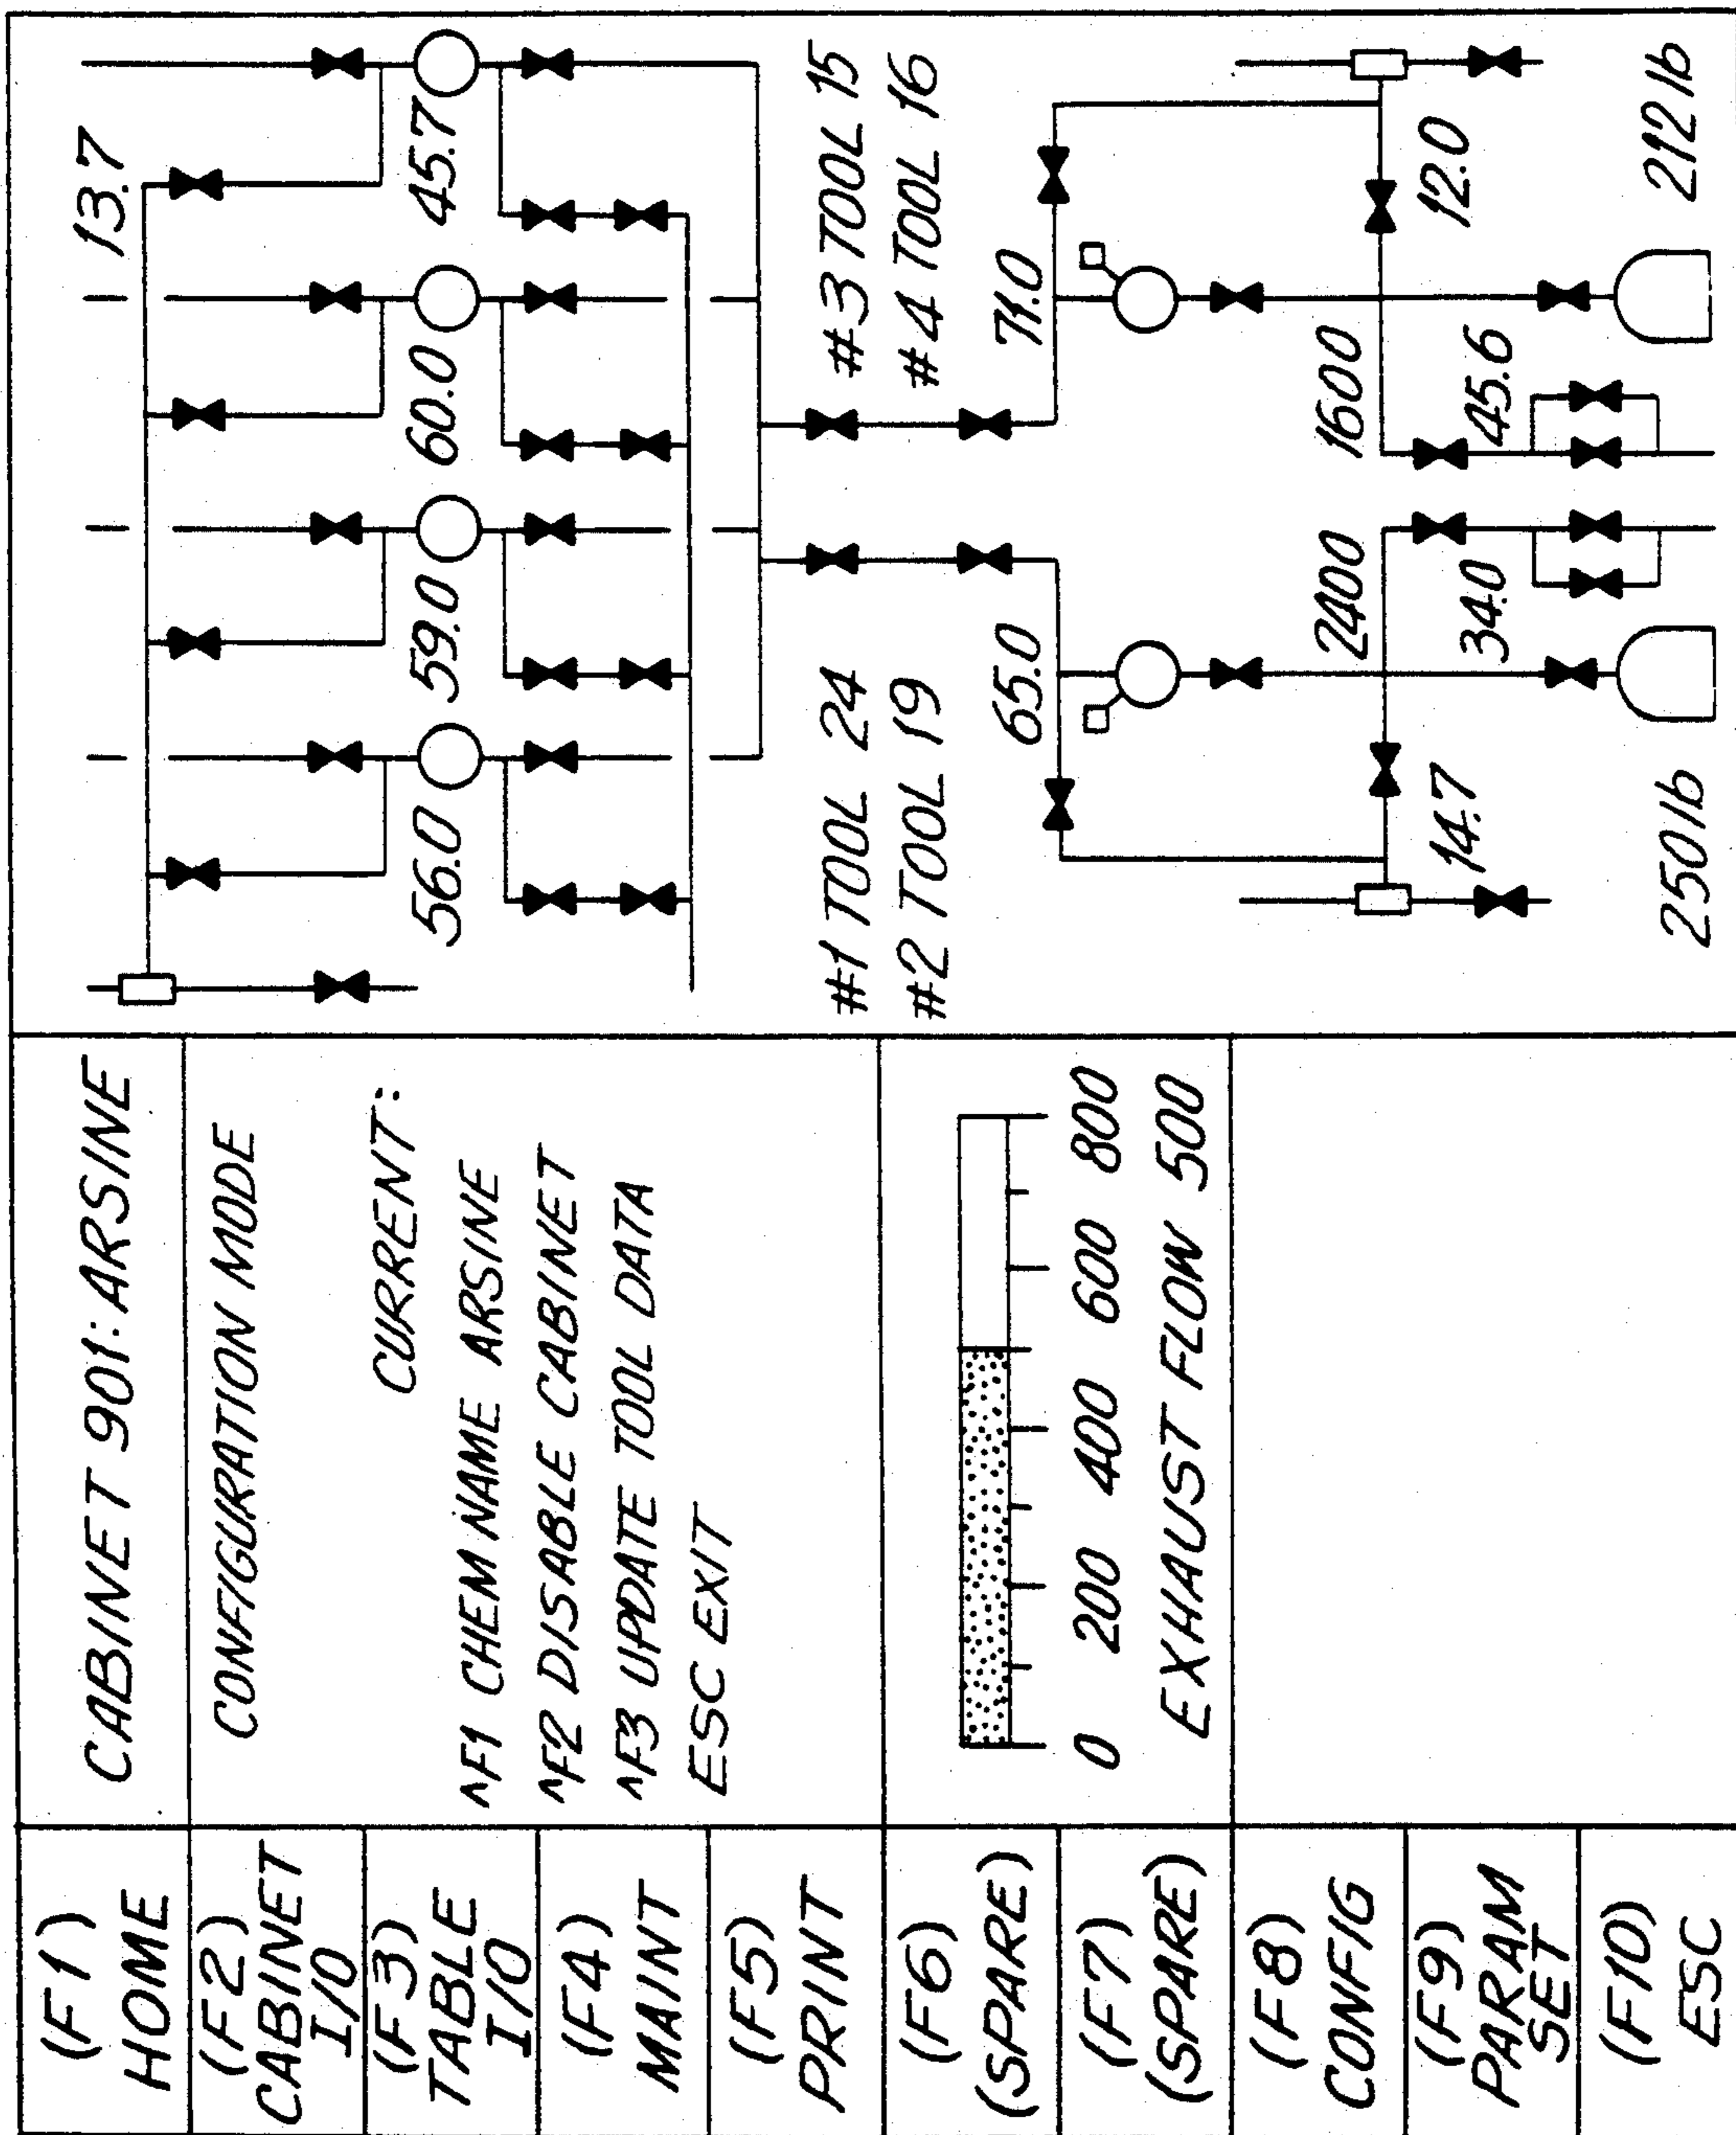 (F1)
HOME
(F2)
CABINET
I/O
(F3)
TABLE
I/O
(F4)
MAINT
(F5)
PRINT
(F6)
(SPARE)
(F7)
(SPARE)
(F8)
CONFIG
(F9)
PARAM
SET
(F10)
ESC
CABINET 901: ARSINE
CONFIGURATION MODE
CURRENT:
^F1 CHEM NAME ARSINE
^F2 DISABLE CABINET
^F3 UPDATE TOOL DATA
ESC EXIT
0 200 400 600 800
EXHAUST FLOW 500
13.7
56.0 59.0 60.0 45.7
#1 TOOL 24 #3 TOOL 15
#2 TOOL 19 #4 TOOL 16
65.0 71.0
2400 1600
14.7 34.0 45.6 12.0
250 lb 212 lb